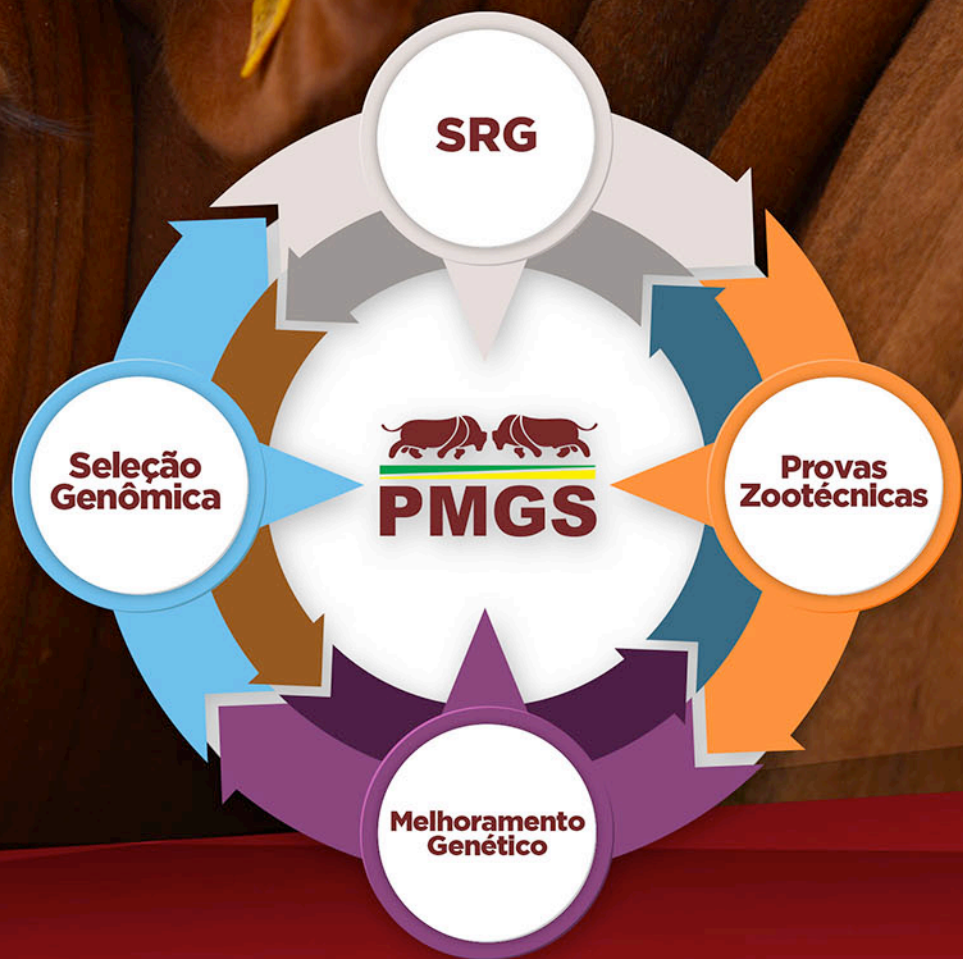 SRG
Seleção
Genômica
PMGS
Provas
Zootécnicas
Melhoramento
Genético